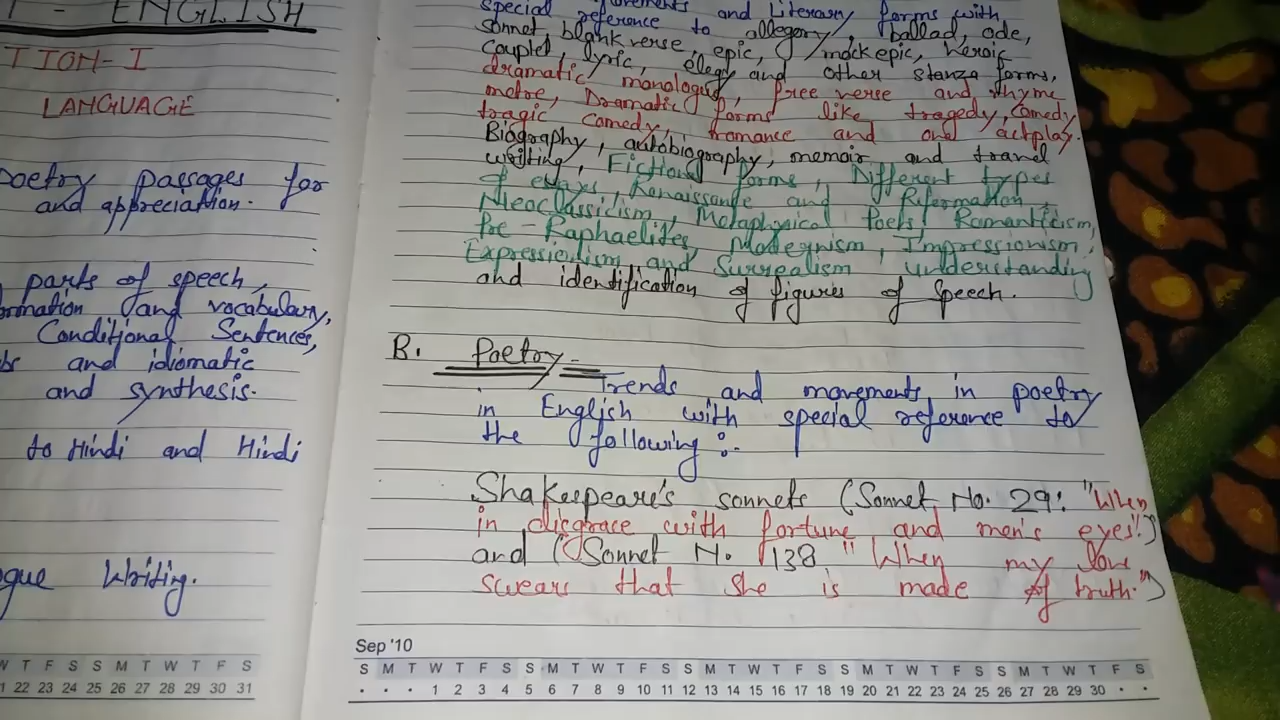 - ENGLISH
TION-I
LANGUAGE
poetry passages for
and appreciation.
parts of speech,
formation and vocabulary,
Conditional Sentences,
and idiomatic
and synthesis.
to Hindi and Hindi
gue Writing.
T F S S M T W T F S
22 23 24 25 26 27 28 29 30 31
movements and Literary forms with
special reference to allegory, ballad, ode,
sonnet, blank verse, epic, mock epic, heroic
couplet, lyric, elegy and other stanza forms,
dramatic monologue, free verse and rhyme
metre, Dramatic forms like tragedy, comedy
tragic comedy, romance and one act play.
Biography, autobiography, memoir and travel
writing, Fictional forms, Different types
of essays, Renaissance and Reformation,
Neoclassicism, Metaphysical Poets, Romanticism,
Pre-Raphaelites, Modernism, Impressionism,
Expressionism and Surrealism understanding
and identification of figures of speech.
B. Poetry -
Trends and movements in poetry
in English with special reference to
the following :-
Shakespeare's sonnets (Sonnet No. 29: "When
in disgrace with fortune and men's eyes")
and (Sonnet No. 138 "When my love
swears that she is made of truth.")
Sep '10
S M T W T F S S M T W T F S S M T W T F S S M T W T F S S M T W T F S
• • • 1 2 3 4 5 6 7 8 9 10 11 12 13 14 15 16 17 18 19 20 21 22 23 24 25 26 27 28 29 30 • •